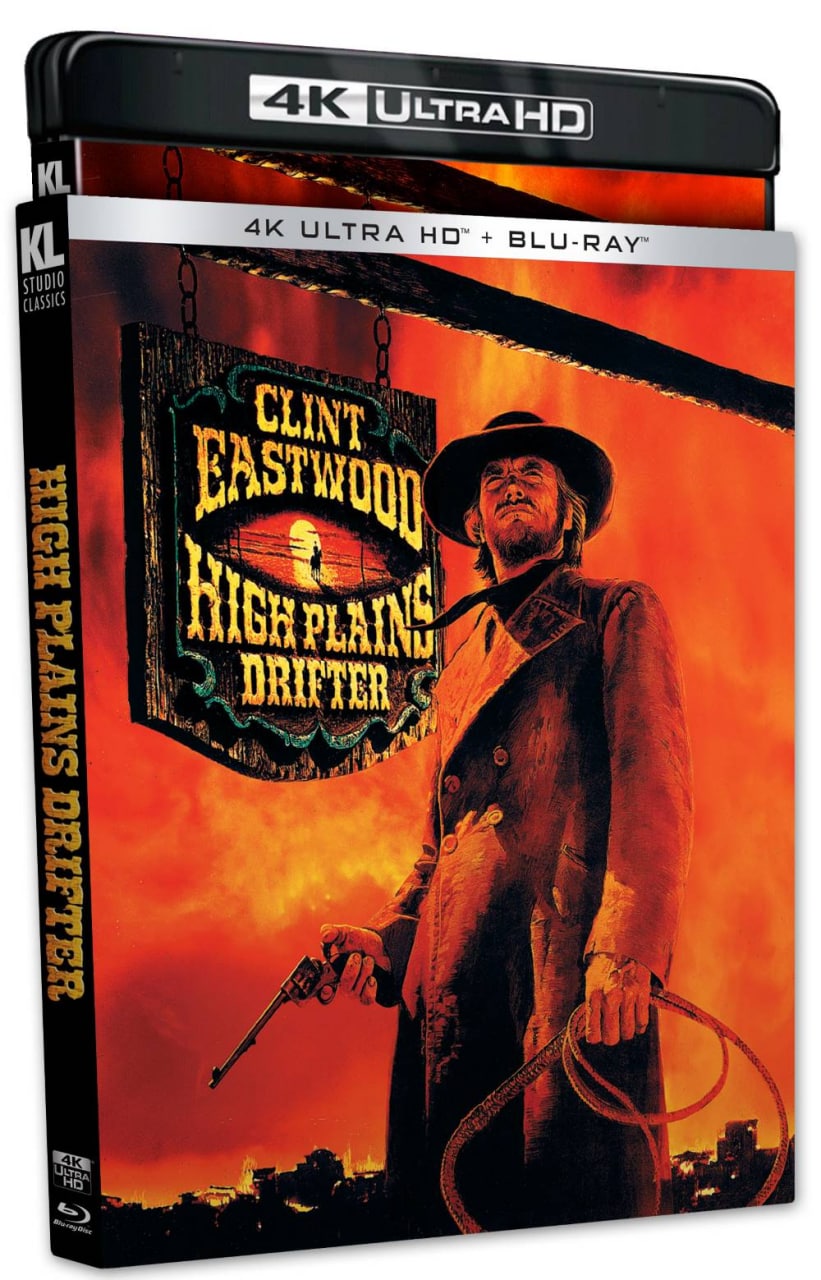 4K ULTRA HD
KL
4K ULTRA HD™ + BLU-RAY™
KL
STUDIO
CLASSICS
CLINT
EASTWOOD
HIGH PLAINS
DRIFTER
HIGH PLAINS DRIFTER
4K
ULTRA
HD
Blu-ray Disc